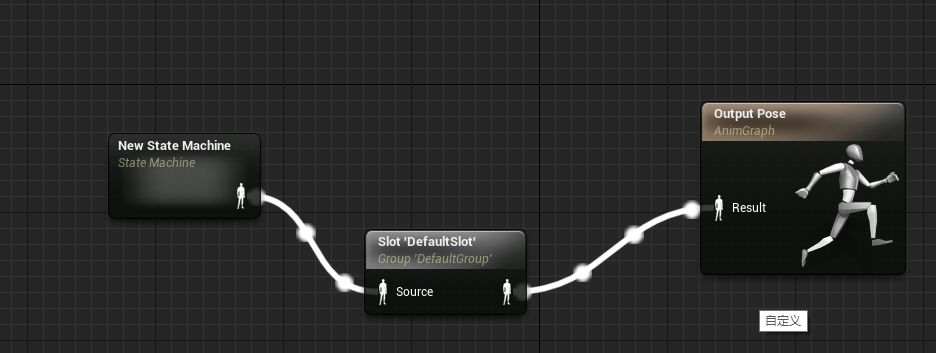 New State Machine
State Machine
Slot 'DefaultSlot'
Group 'DefaultGroup'
Source
Output Pose
AnimGraph
Result
自定义